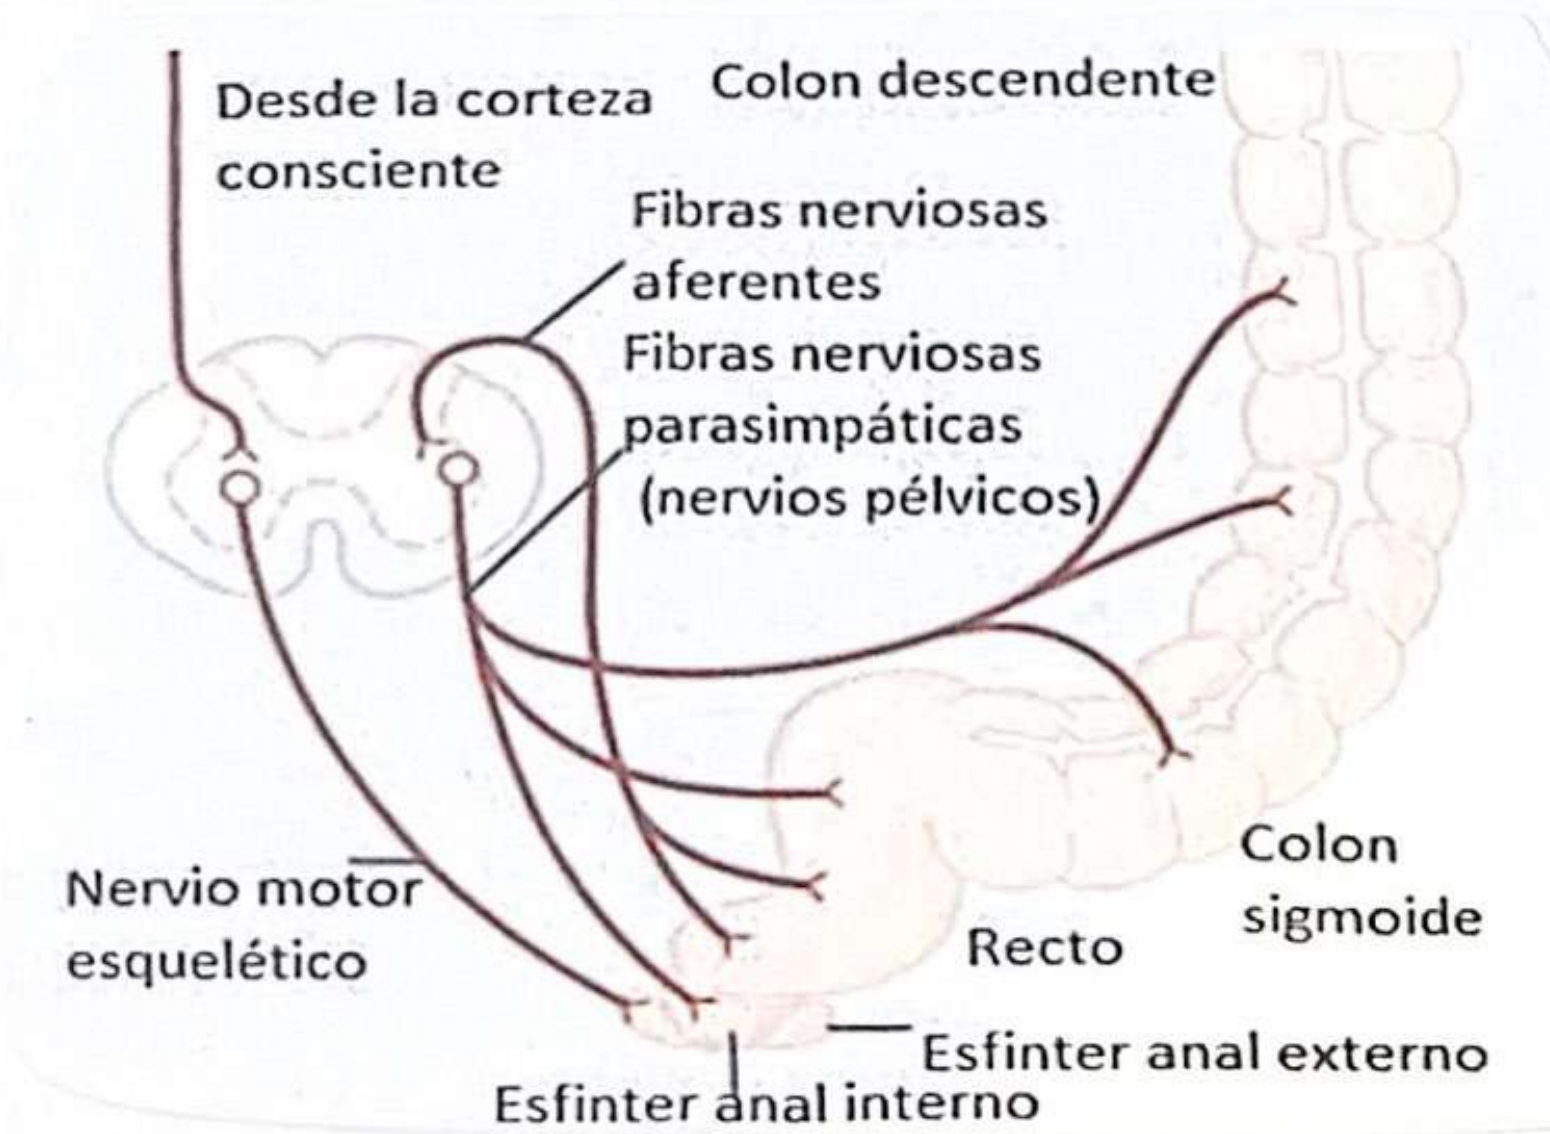 Desde la corteza
consciente
Colon descendente
Fibras nerviosas
aferentes
Fibras nerviosas
parasimpáticas
(nervios pélvicos)
Nervio motor
esquelético
Colon
sigmoide
Recto
Esfinter anal externo
Esfinter anal interno